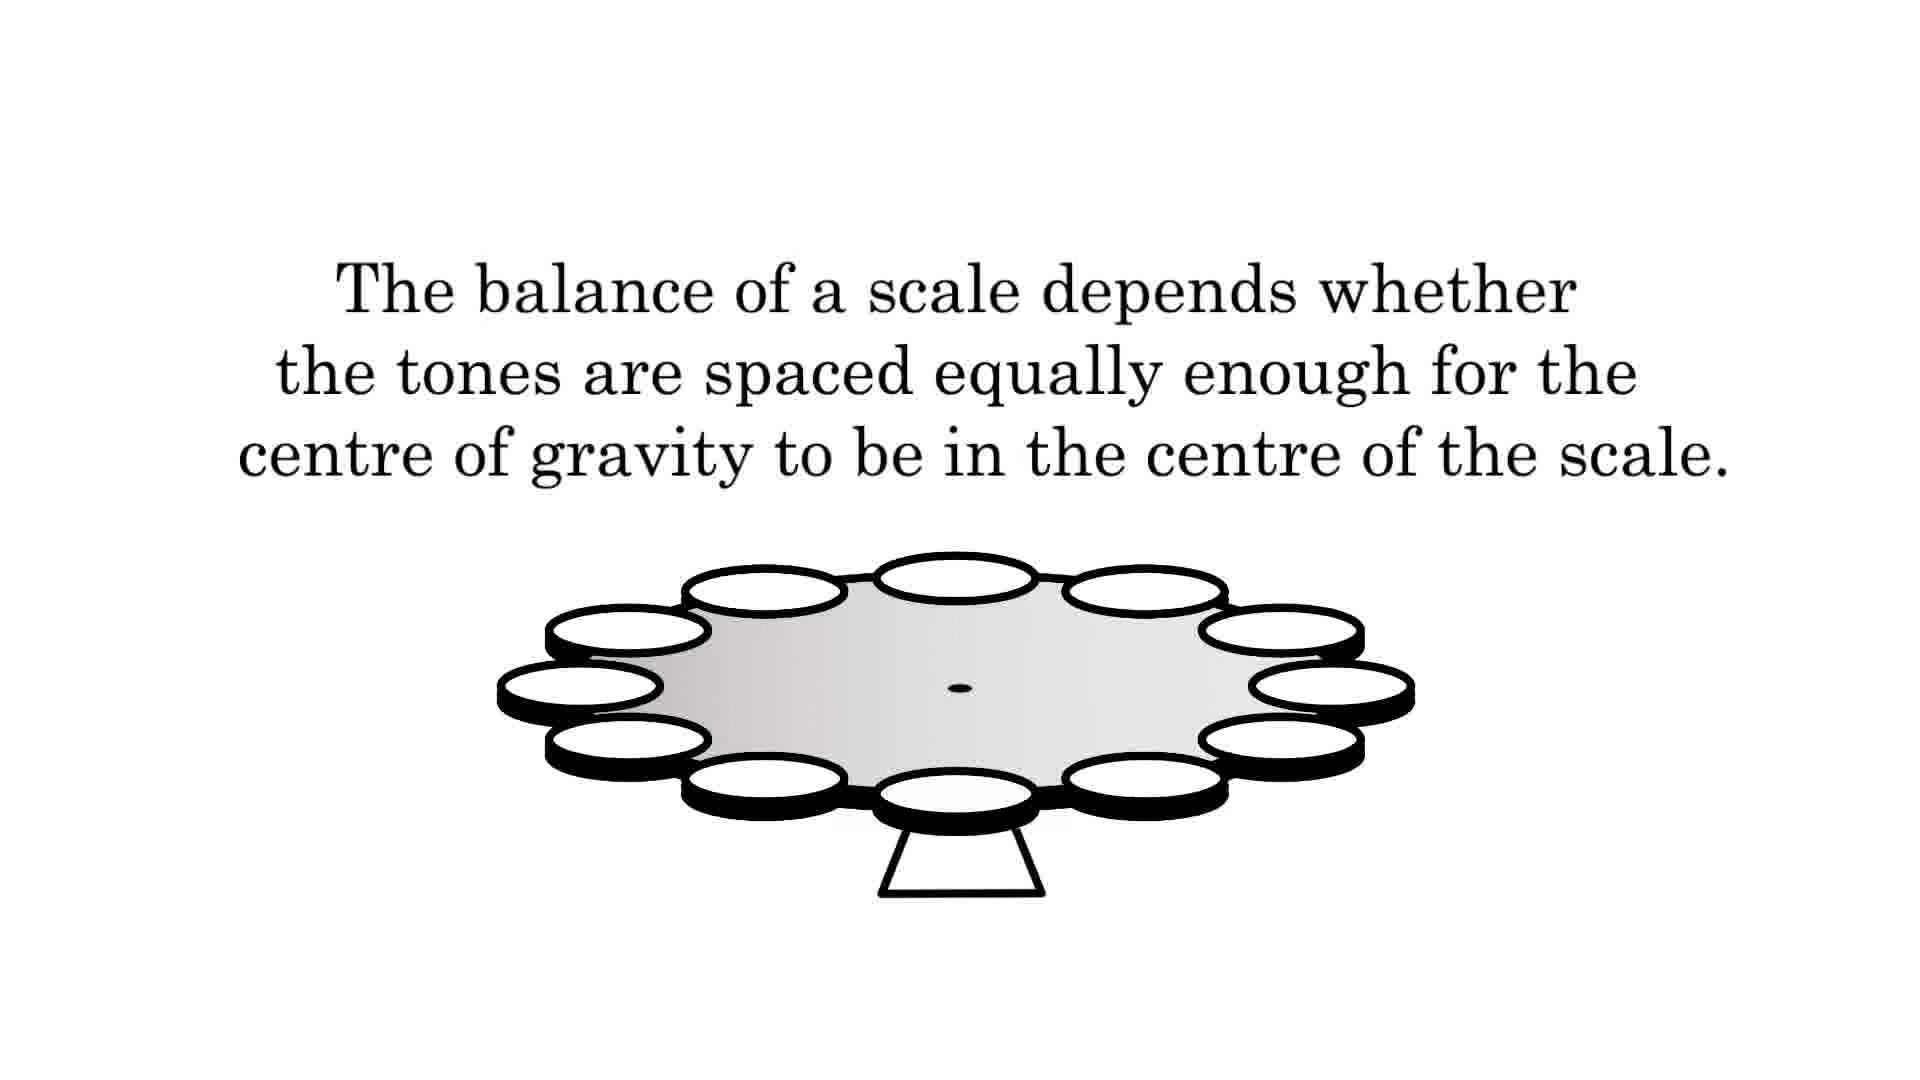 The balance of a scale depends whether
the tones are spaced equally enough for the
centre of gravity to be in the centre of the scale.